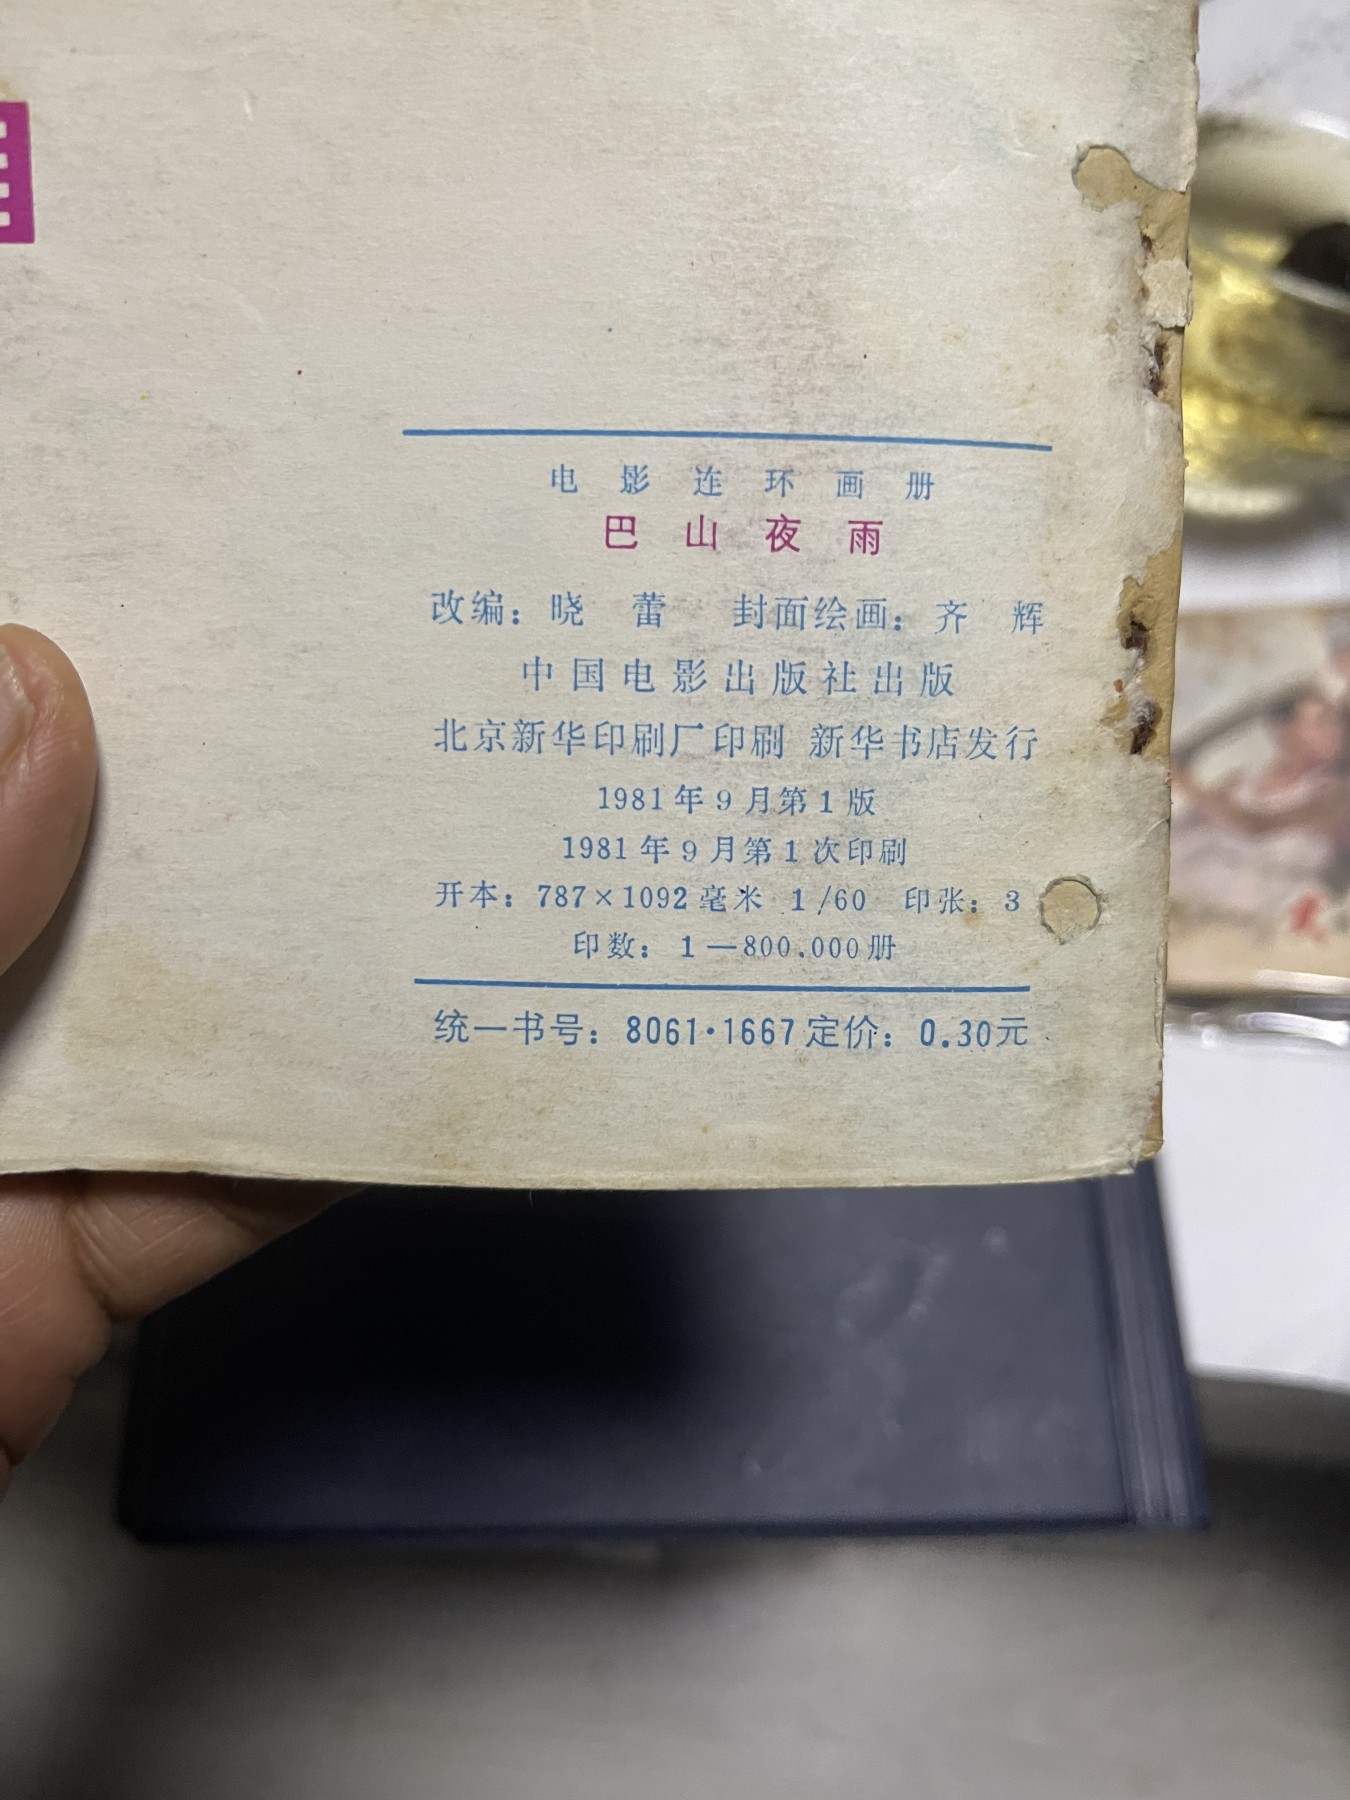 电影连环画册
巴山夜雨
改编：晓蕾 封面绘画：齐辉
中国电影出版社出版
北京新华印刷厂印刷 新华书店发行
1981年9月第1版
1981年9月第1次印刷
开本：787×1092毫米 1/60 印张：3
印数：1—800.000册
统一书号：8061·1667定价：0.30元